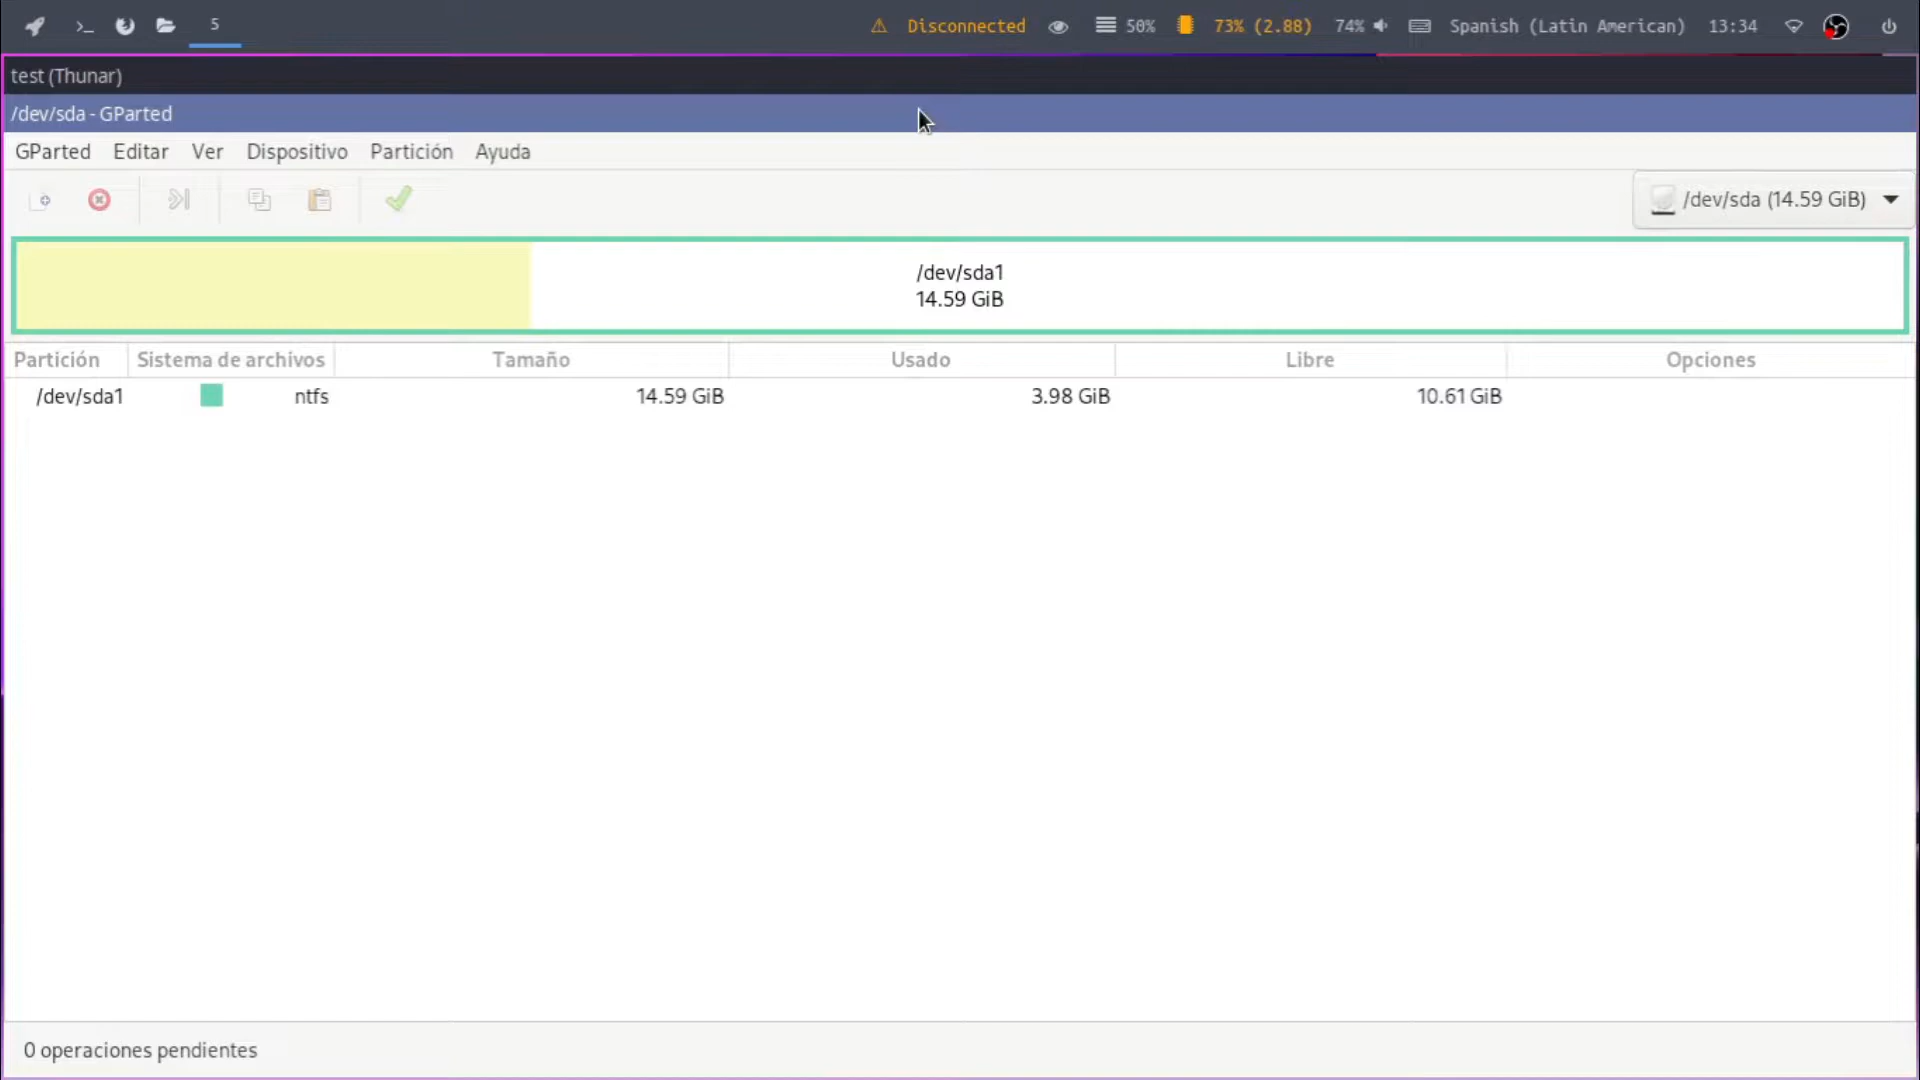 5 Disconnected 50% 73% (2.88) 74% Spanish (Latin American) 13:34
test (Thunar)
/dev/sda - GParted
GParted Editar Ver Dispositivo Partición Ayuda
/dev/sda (14.59 GiB)
/dev/sda1
14.59 GiB
Partición Sistema de archivos Tamaño Usado Libre Opciones
/dev/sda1 ntfs 14.59 GiB 3.98 GiB 10.61 GiB
0 operaciones pendientes